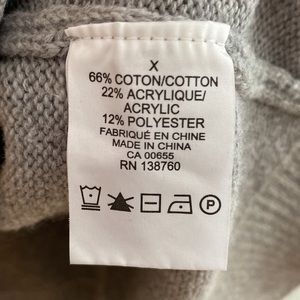 X
66% COTON/COTTON
22% ACRYLIQUE/
ACRYLIC
12% POLYESTER
FABRIQUÉ EN CHINE
MADE IN CHINA
CA 00655
RN 138760
P